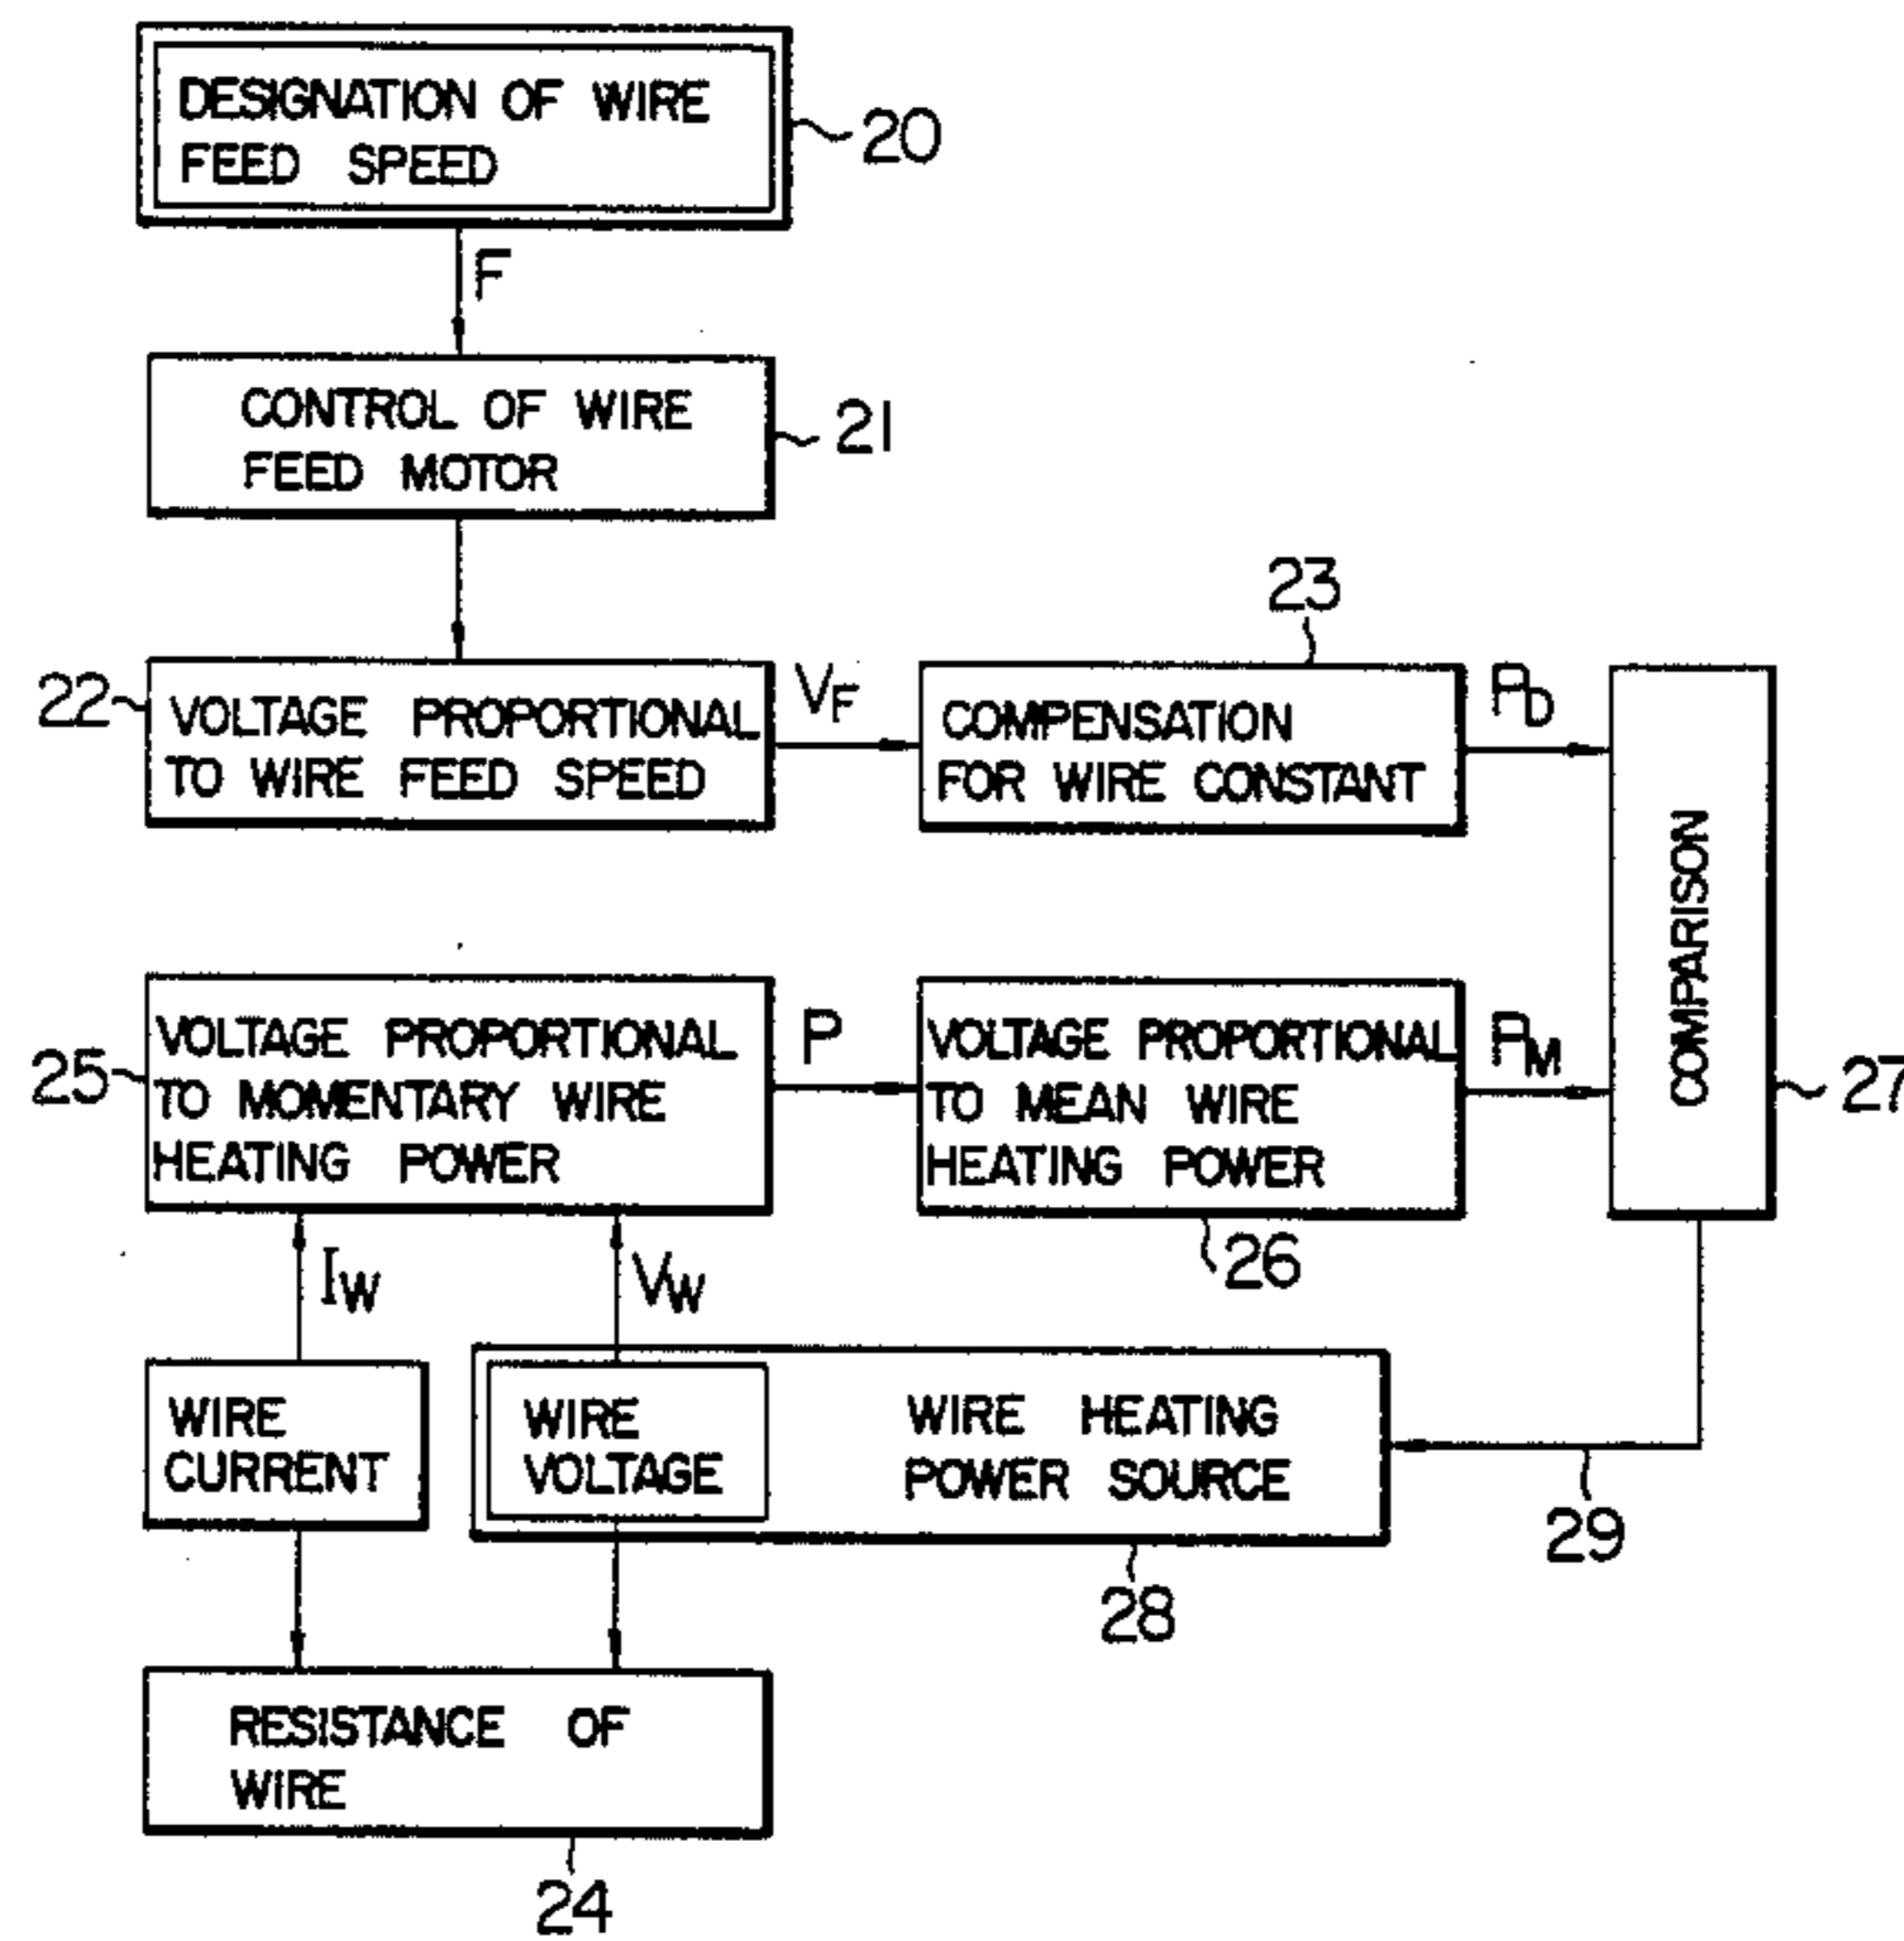 DESIGNATION OF WIRE
FEED SPEED
20
F
CONTROL OF WIRE
FEED MOTOR
21
22
VOLTAGE PROPORTIONAL
TO WIRE FEED SPEED
VF
23
COMPENSATION
FOR WIRE CONSTANT
PD
COMPARISON
27
25
VOLTAGE PROPORTIONAL
TO MOMENTARY WIRE
HEATING POWER
P
VOLTAGE PROPORTIONAL
TO MEAN WIRE
HEATING POWER
26
PM
IW
VW
WIRE
CURRENT
WIRE
VOLTAGE
WIRE HEATING
POWER SOURCE
28
29
RESISTANCE OF
WIRE
24